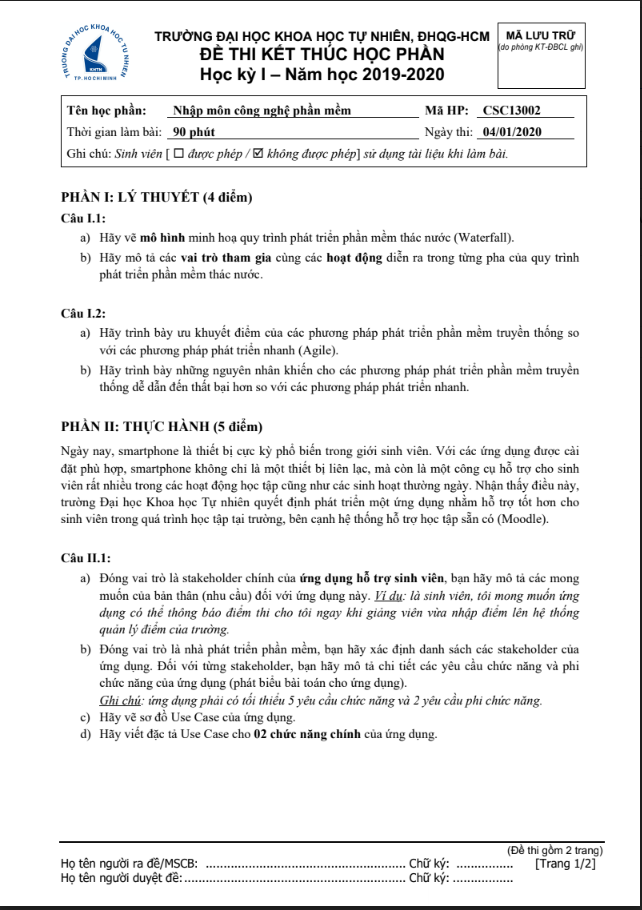 TRƯỜNG ĐẠI HỌC KHOA HỌC TỰ NHIÊN
KHTN
TP. HO CHI MINH
TRƯỜNG ĐẠI HỌC KHOA HỌC TỰ NHIÊN, ĐHQG-HCM
ĐỀ THI KẾT THÚC HỌC PHẦN
Học kỳ I – Năm học 2019-2020
MÃ LƯU TRỮ
(do phòng KT-ĐBCL ghi)
Tên học phần: Nhập môn công nghệ phần mềm Mã HP: CSC13002
Thời gian làm bài: 90 phút Ngày thi: 04/01/2020
Ghi chú: Sinh viên [ ☐ được phép / ☑ không được phép] sử dụng tài liệu khi làm bài.
PHẦN I: LÝ THUYẾT (4 điểm)
Câu I.1:
a) Hãy vẽ mô hình minh hoạ quy trình phát triển phần mềm thác nước (Waterfall).
b) Hãy mô tả các vai trò tham gia cùng các hoạt động diễn ra trong từng pha của quy trình
phát triển phần mềm thác nước.
Câu I.2:
a) Hãy trình bày ưu khuyết điểm của các phương pháp phát triển phần mềm truyền thống so
với các phương pháp phát triển nhanh (Agile).
b) Hãy trình bày những nguyên nhân khiến cho các phương pháp phát triển phần mềm truyền
thống dễ dẫn đến thất bại hơn so với các phương pháp phát triển nhanh.
PHẦN II: THỰC HÀNH (5 điểm)
Ngày nay, smartphone là thiết bị cực kỳ phổ biến trong giới sinh viên. Với các ứng dụng được cài
đặt phù hợp, smartphone không chỉ là một thiết bị liên lạc, mà còn là một công cụ hỗ trợ cho sinh
viên rất nhiều trong các hoạt động học tập cũng như các sinh hoạt thường ngày. Nhận thấy điều này,
trường Đại học Khoa học Tự nhiên quyết định phát triển một ứng dụng nhằm hỗ trợ tốt hơn cho
sinh viên trong quá trình học tập tại trường, bên cạnh hệ thống hỗ trợ học tập sẵn có (Moodle).
Câu II.1:
a) Đóng vai trò là stakeholder chính của ứng dụng hỗ trợ sinh viên, bạn hãy mô tả các mong
muốn của bản thân (nhu cầu) đối với ứng dụng này. Ví dụ: là sinh viên, tôi mong muốn ứng
dụng có thể thông báo điểm thi cho tôi ngay khi giảng viên vừa nhập điểm lên hệ thống
quản lý điểm của trường.
b) Đóng vai trò là nhà phát triển phần mềm, bạn hãy xác định danh sách các stakeholder của
ứng dụng. Đối với từng stakeholder, bạn hãy mô tả chi tiết các yêu cầu chức năng và phi
chức năng của ứng dụng (phát biểu bài toán cho ứng dụng).
Ghi chú: ứng dụng phải có tối thiểu 5 yêu cầu chức năng và 2 yêu cầu phi chức năng.
c) Hãy vẽ sơ đồ Use Case của ứng dụng.
d) Hãy viết đặc tả Use Case cho 02 chức năng chính của ứng dụng.
(Đề thi gồm 2 trang)
Họ tên người ra đề/MSCB: ........................................................ Chữ ký: ................ [Trang 1/2]
Họ tên người duyệt đề: ............................................................. Chữ ký: .................